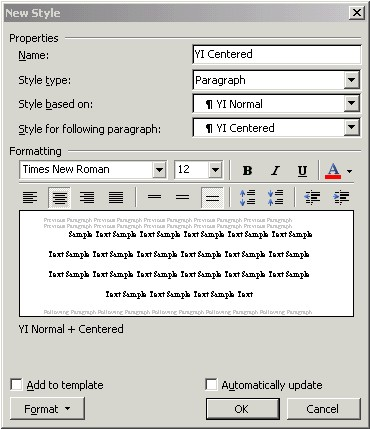 New Style
Properties
Name: YI Centered
Style type: Paragraph
Style based on: ¶ YI Normal
Style for following paragraph: ¶ YI Centered
Formatting
Times New Roman 12 B I U A
Previous Paragraph Previous Paragraph Previous Paragraph Previous Paragraph Previous Paragraph
Previous Paragraph Previous Paragraph Previous Paragraph Previous Paragraph Previous Paragraph
Sample Text Sample Text Sample Text Sample Text Sample Text Sample Text Sample
Text Sample Text Sample Text Sample Text Sample Text Sample Text Sample Text
Sample Text Sample Text Sample Text Sample Text Sample Text Sample Text Sample
Text Sample Text Sample Text Sample Text
Following Paragraph Following Paragraph Following Paragraph Following Paragraph Following Paragraph
YI Normal + Centered
Add to template Automatically update
Format OK Cancel